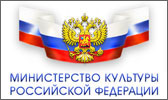 МИНИСТЕРСТВО КУЛЬТУРЫ
РОССИЙСКОЙ ФЕДЕРАЦИИ